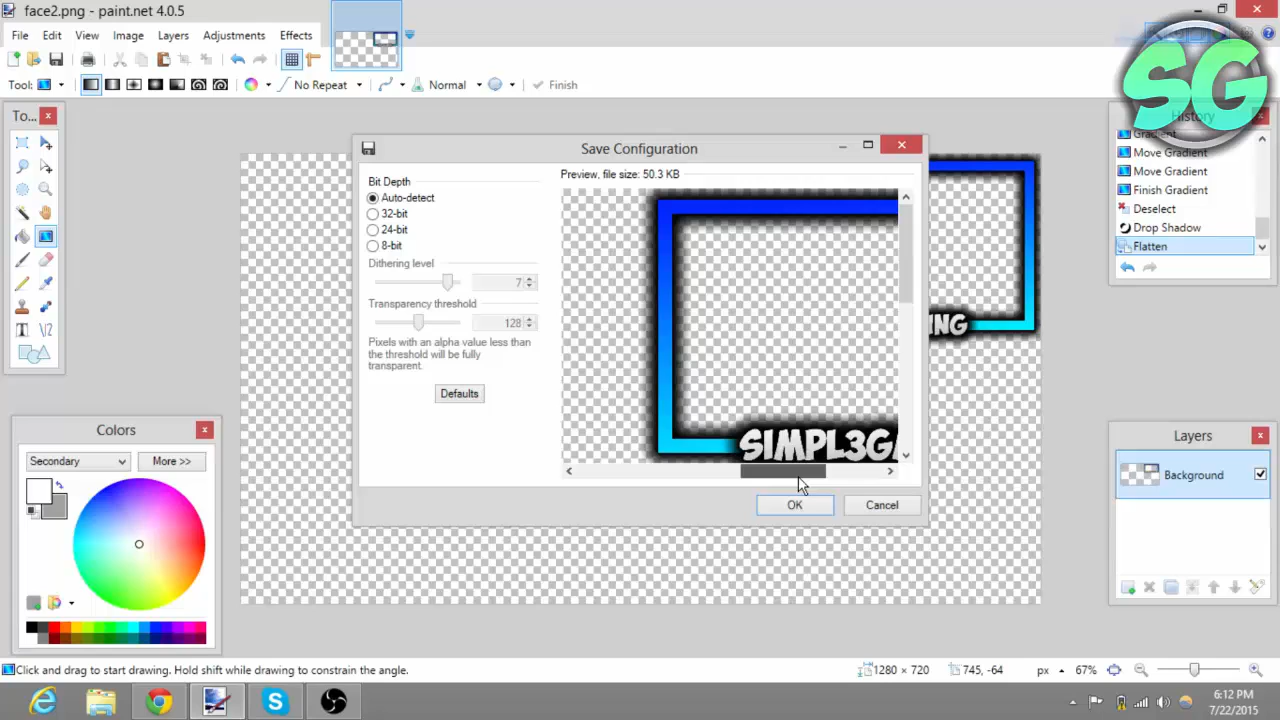 face2.png - paint.net 4.0.5
File Edit View Image Layers Adjustments Effects
Tool: No Repeat Normal Finish
To...
Save Configuration
Bit Depth
Auto-detect
32-bit
24-bit
8-bit
Dithering level
7
Transparency threshold
128
Pixels with an alpha value less than
the threshold will be fully
transparent.
Defaults
Preview, file size: 50.3 KB
SIMPL3GA
OK Cancel
ING
SG
History
Gradient
Move Gradient
Move Gradient
Finish Gradient
Deselect
Drop Shadow
Flatten
Colors
Secondary More >>
Layers
Background
Click and drag to start drawing. Hold shift while drawing to constrain the angle.
1280 × 720 745, -64 px 67%
6:12 PM
7/22/2015